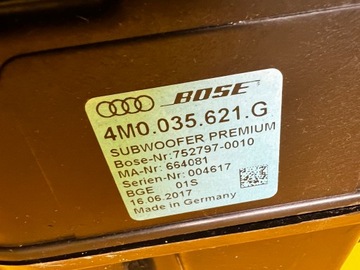 BOSE
4M0.035.621.G
SUBWOOFER PREMIUM
Bose-Nr:752797-0010
MA-Nr: 664081
Serien-Nr: 004617
BGE 01S
16.06.2017
Made in Germany